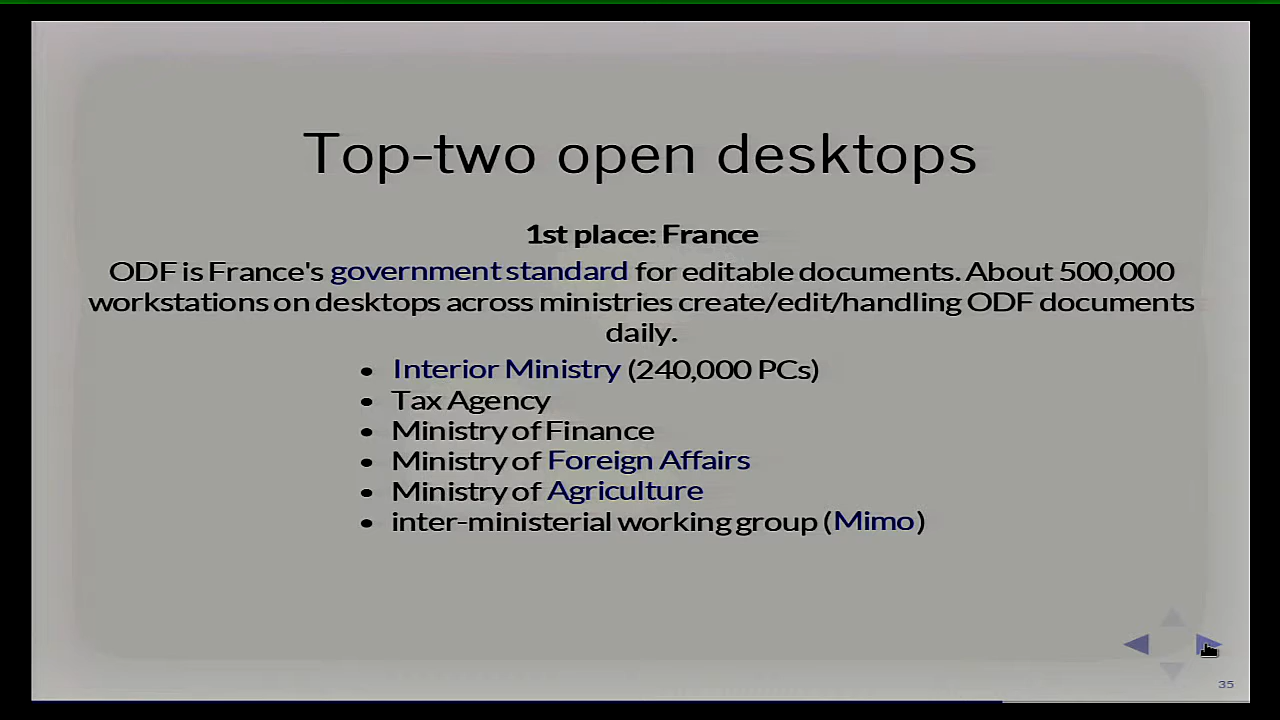 Top-two open desktops
1st place: France
ODF is France's government standard for editable documents. About 500,000
workstations on desktops across ministries create/edit/handling ODF documents
daily.
• Interior Ministry (240,000 PCs)
• Tax Agency
• Ministry of Finance
• Ministry of Foreign Affairs
• Ministry of Agriculture
• inter-ministerial working group (Mimo)
35